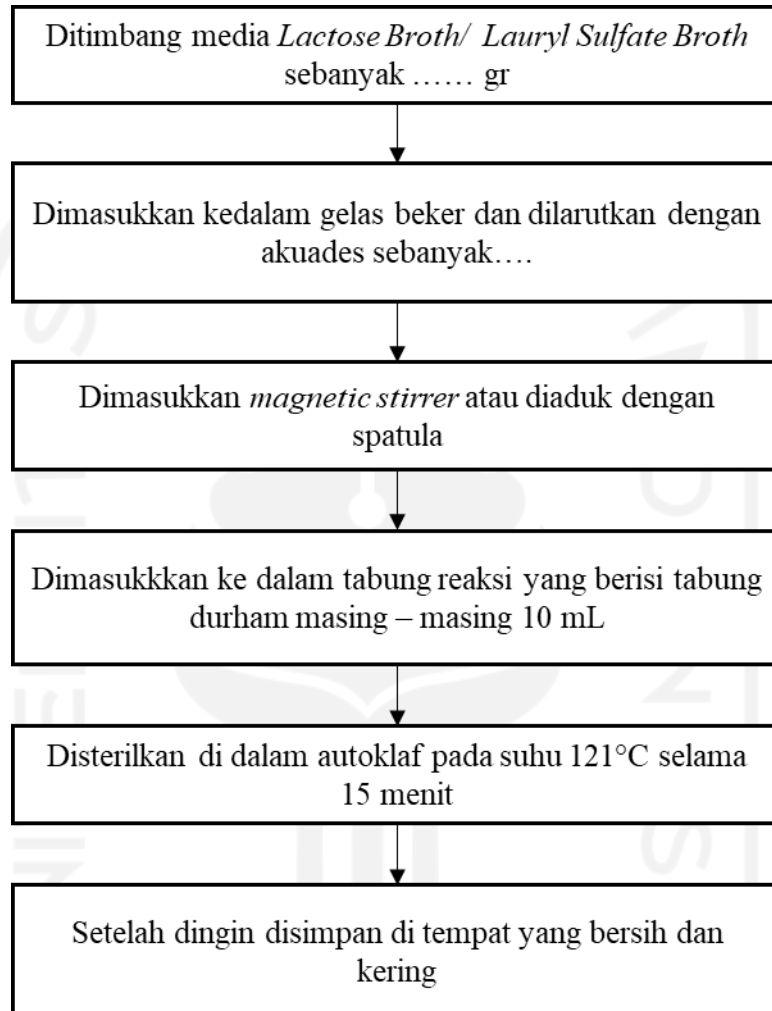 Ditimbang media Lactose Broth/ Lauryl Sulfate Broth
sebanyak …… gr
Dimasukkan kedalam gelas beker dan dilarutkan dengan
akuades sebanyak….
Dimasukkan magnetic stirrer atau diaduk dengan
spatula
Dimasukkkan ke dalam tabung reaksi yang berisi tabung
durham masing – masing 10 mL
Disterilkan di dalam autoklaf pada suhu 121°C selama
15 menit
Setelah dingin disimpan di tempat yang bersih dan
kering